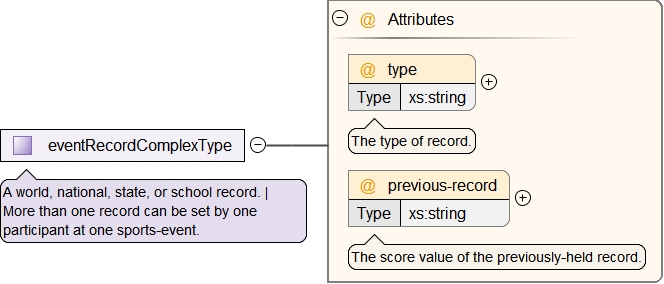 @ Attributes
@ type
Type xs:string
The type of record.
eventRecordComplexType
A world, national, state, or school record. |
More than one record can be set by one
participant at one sports-event.
@ previous-record
Type xs:string
The score value of the previously-held record.